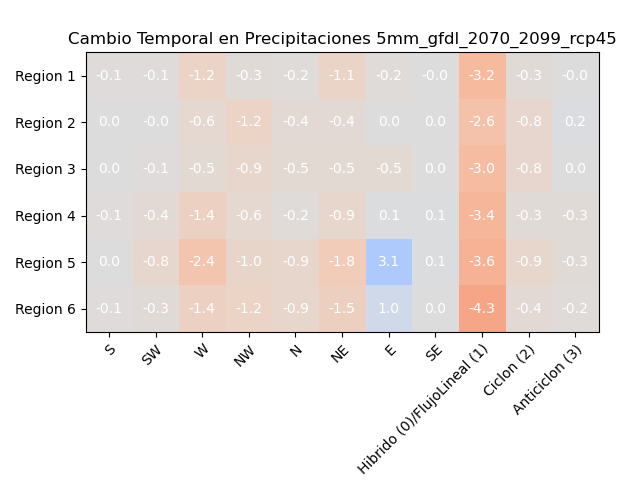 Cambio Temporal en Precipitaciones 5mm_gfdl_2070_2099_rcp45
Region 1 -0.1 -0.1 -1.2 -0.3 -0.2 -1.1 -0.2 -0.0 -3.2 -0.3 -0.0
Region 2 0.0 -0.0 -0.6 -1.2 -0.4 -0.4 0.0 0.0 -2.6 -0.8 0.2
Region 3 0.0 -0.1 -0.5 -0.9 -0.5 -0.5 -0.5 0.0 -3.0 -0.8 0.0
Region 4 -0.1 -0.4 -1.4 -0.6 -0.2 -0.9 0.1 0.1 -3.4 -0.3 -0.3
Region 5 0.0 -0.8 -2.4 -1.0 -0.9 -1.8 3.1 0.1 -3.6 -0.9 -0.3
Region 6 -0.1 -0.3 -1.4 -1.2 -0.9 -1.5 1.0 0.0 -4.3 -0.4 -0.2
S SW W NW N NE E SE Hibrido (0)/FlujoLineal (1) Ciclon (2) Anticiclon (3)